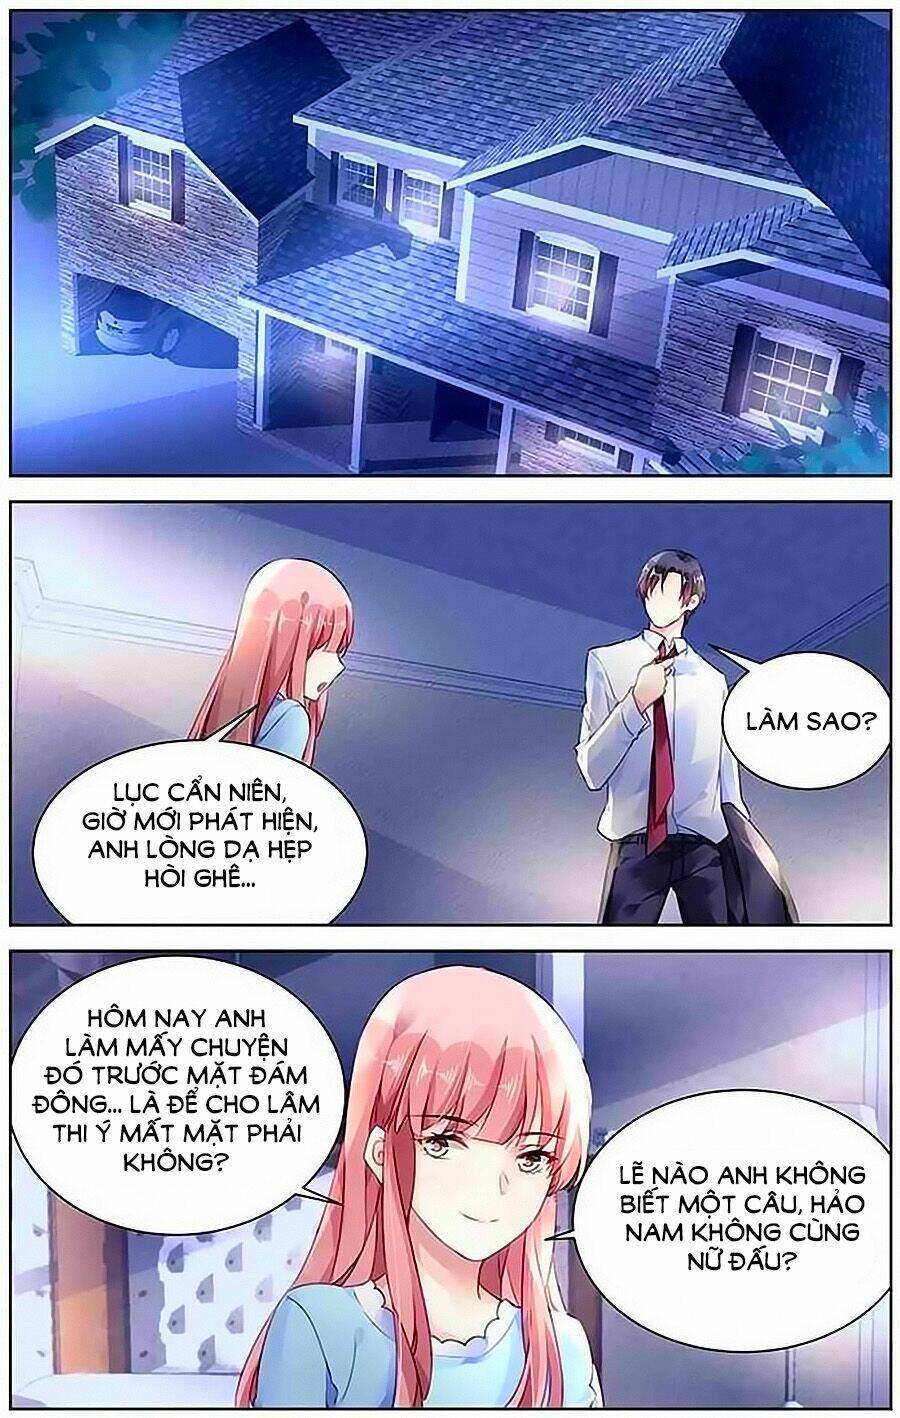 LÀM SAO?
LỤC CẨN NIÊN,
GIỜ MỚI PHÁT HIỆN,
ANH LÒNG DẠ HẸP
HÒI GHÊ...
HÔM NAY ANH
LÀM MẤY CHUYỆN
ĐÓ TRƯỚC MẶT ĐÁM
ĐÔNG... LÀ ĐỂ CHO LÂM
THI Ý MẤT MẶT PHẢI
KHÔNG?
LẼ NÀO ANH KHÔNG
BIẾT MỘT CÂU, HẢO
NAM KHÔNG CÙNG
NỮ ĐẤU?